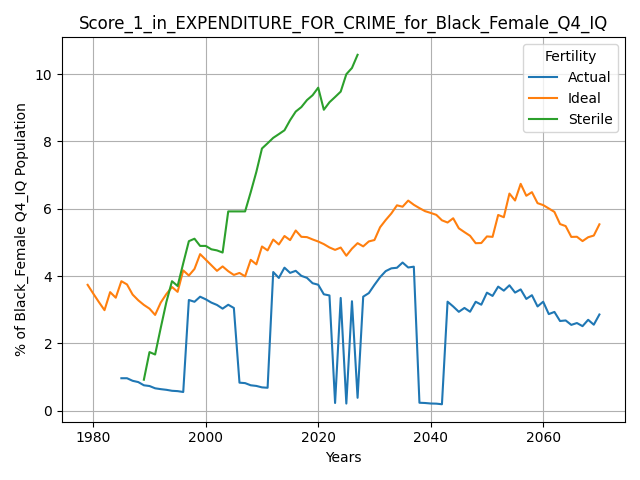 Score_1_in_EXPENDITURE_FOR_CRIME_for_Black_Female_Q4_IQ
% of Black_Female Q4_IQ Population
10
8
6
4
2
0
Fertility
Actual
Ideal
Sterile
1980
2000
2020
2040
2060
Years